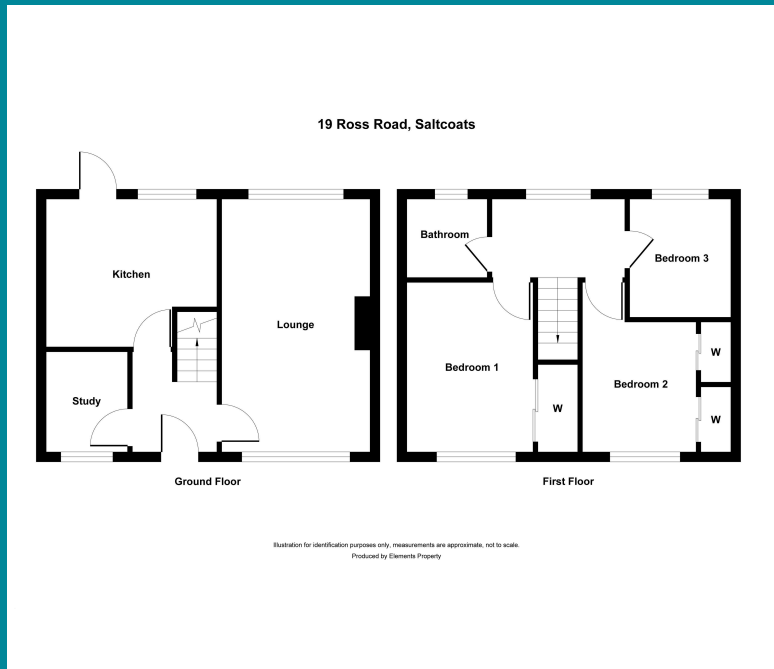 19 Ross Road, Saltcoats
Kitchen
Lounge
Study
Ground Floor
Bathroom
Bedroom 3
Bedroom 1
Bedroom 2
W
W
W
First Floor
Illustration for identification purposes only, measurements are approximate, not to scale.
Produced by Elements Property